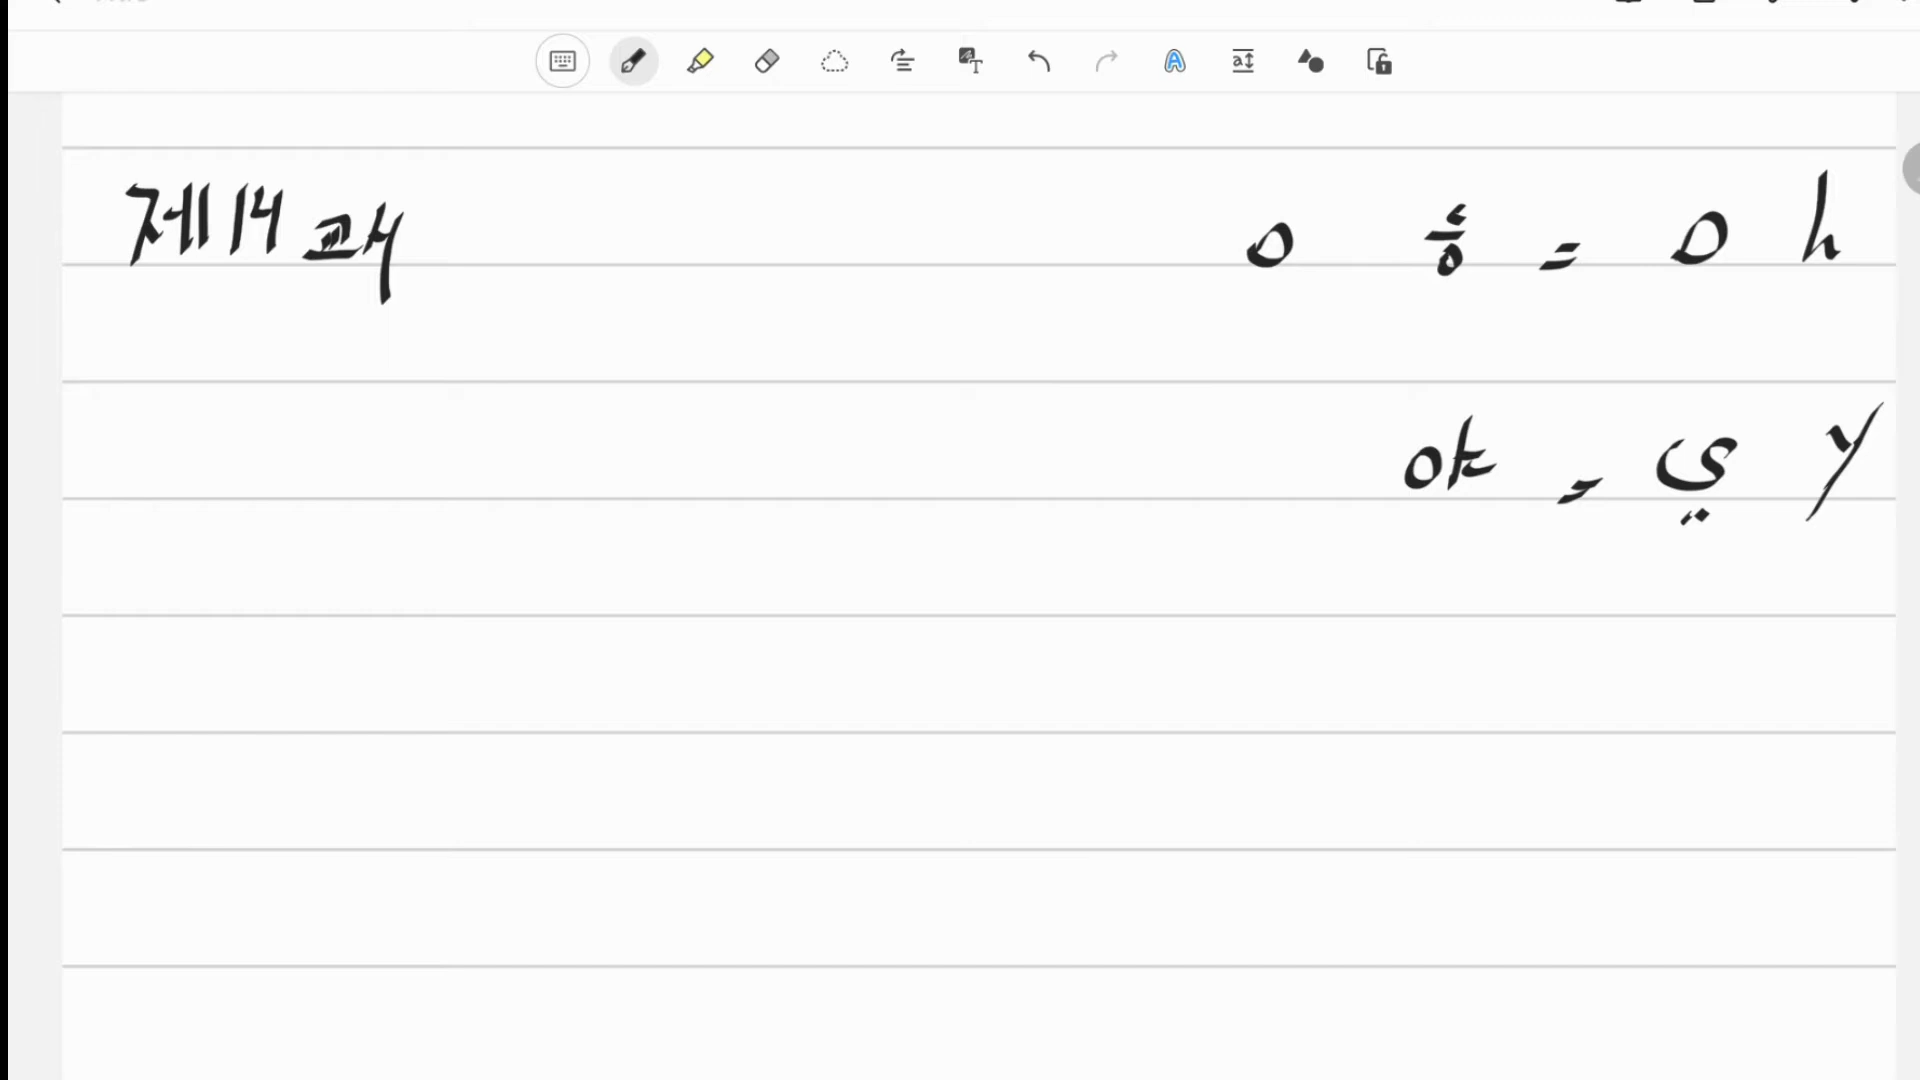 제14과
o ㅎ = ه h
야 = ي y